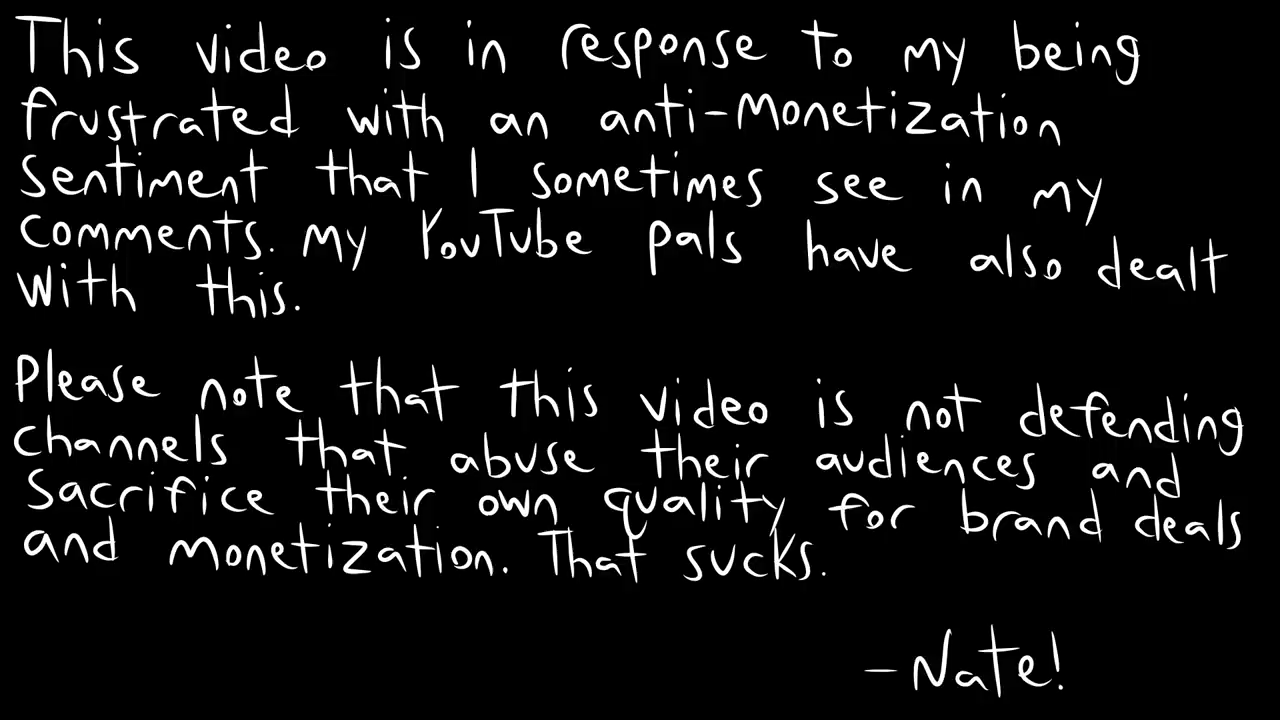 This video is in response to my being
frustrated with an anti-monetization
sentiment that I sometimes see in my
comments. My YouTube pals have also dealt
with this.
Please note that this video is not defending
channels that abuse their audiences and
sacrifice their own quality for brand deals
and monetization. That sucks.
-Nate!